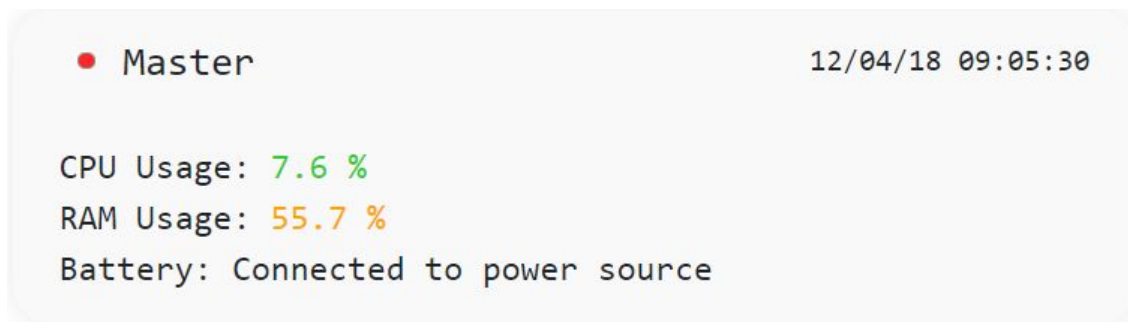 Master 12/04/18 09:05:30
CPU Usage: 7.6 %
RAM Usage: 55.7 %
Battery: Connected to power source